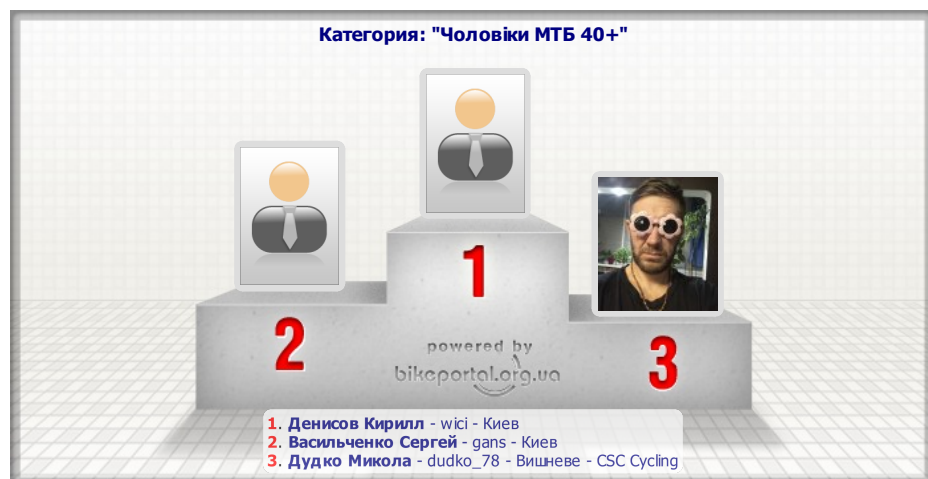 Категория: "Чоловіки МТБ 40+"
1
2
3
powered by
bikeportal.org.ua
1. Денисов Кирилл - wici - Киев
2. Васильченко Сергей - gans - Киев
3. Дудко Микола - dudko_78 - Вишневе - CSC Cycling